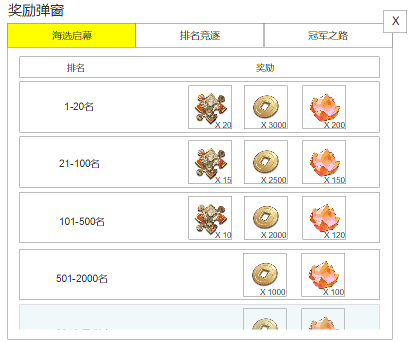 奖励弹窗
X
海选启幕 排名竞逐 冠军之路
排名 奖励
1-20名 X 20 X 3000 X 200
21-100名 X 15 X 2500 X 150
101-500名 X 10 X 2000 X 120
501-2000名 X 1000 X 100